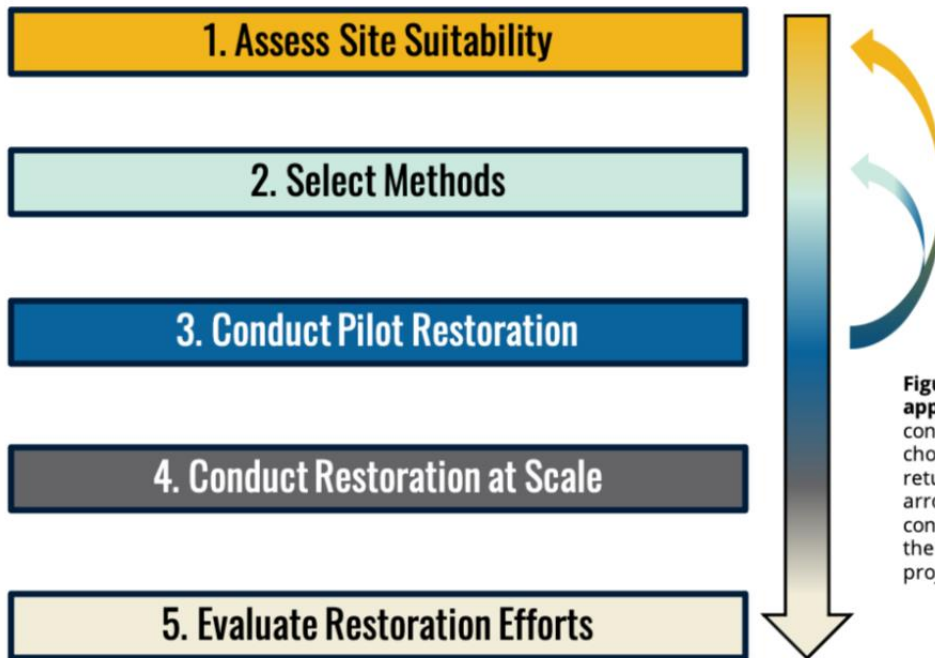 1. Assess Site Suitability
2. Select Methods
3. Conduct Pilot Restoration
4. Conduct Restoration at Scale
5. Evaluate Restoration Efforts
the